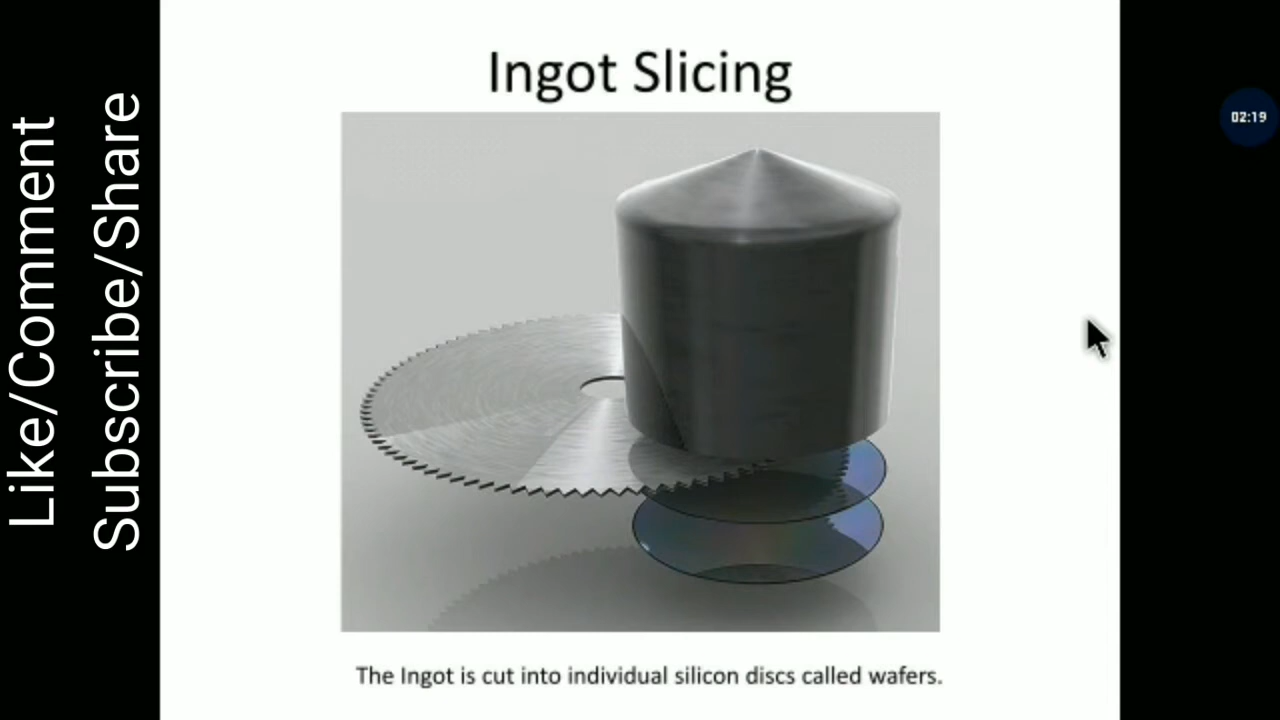 Like/Comment
Subscribe/Share
Ingot Slicing
02:19
The Ingot is cut into individual silicon discs called wafers.